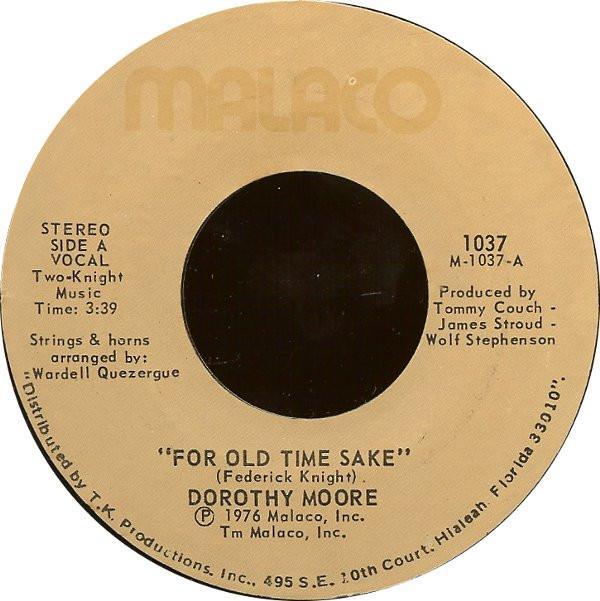 MALACO
STEREO
SIDE A
VOCAL
Two-Knight
Music
Time: 3:39
Strings & horns
arranged by:
Wardell Quezergue
1037
M-1037-A
Produced by
Tommy Couch -
James Stroud -
Wolf Stephenson
"FOR OLD TIME SAKE"
(Federick Knight) .
DOROTHY MOORE
Ⓟ 1976 Malaco, Inc.
Tm Malaco, Inc.
"Distributed by T.K. Productions, Inc., 495 S.E. 10th Court, Hialeah, Florida 33010".